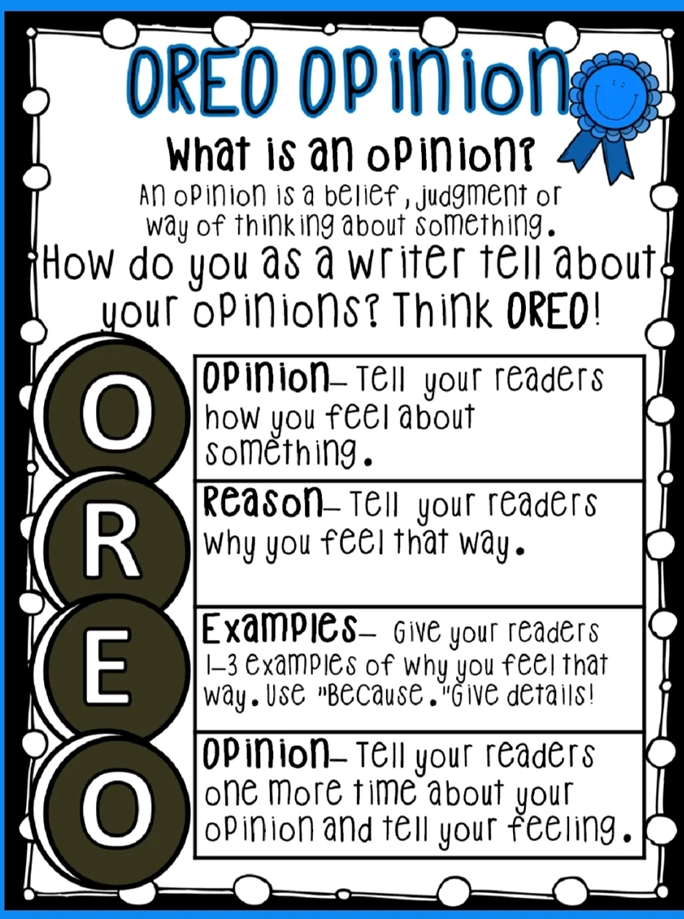 OREO OPinion
What is an opinion?
An opinion is a belief, judgment or
way of thinking about something.
How do you as a writer tell about
your opinions? Think OREO!
O
Opinion– Tell your readers
how you feel about
something.
R
Reason– Tell your readers
why you feel that way.
E
Examples– Give your readers
1–3 examples of why you feel that
way. Use "Because." Give details!
O
Opinion– Tell your readers
one more time about your
opinion and tell your feeling.